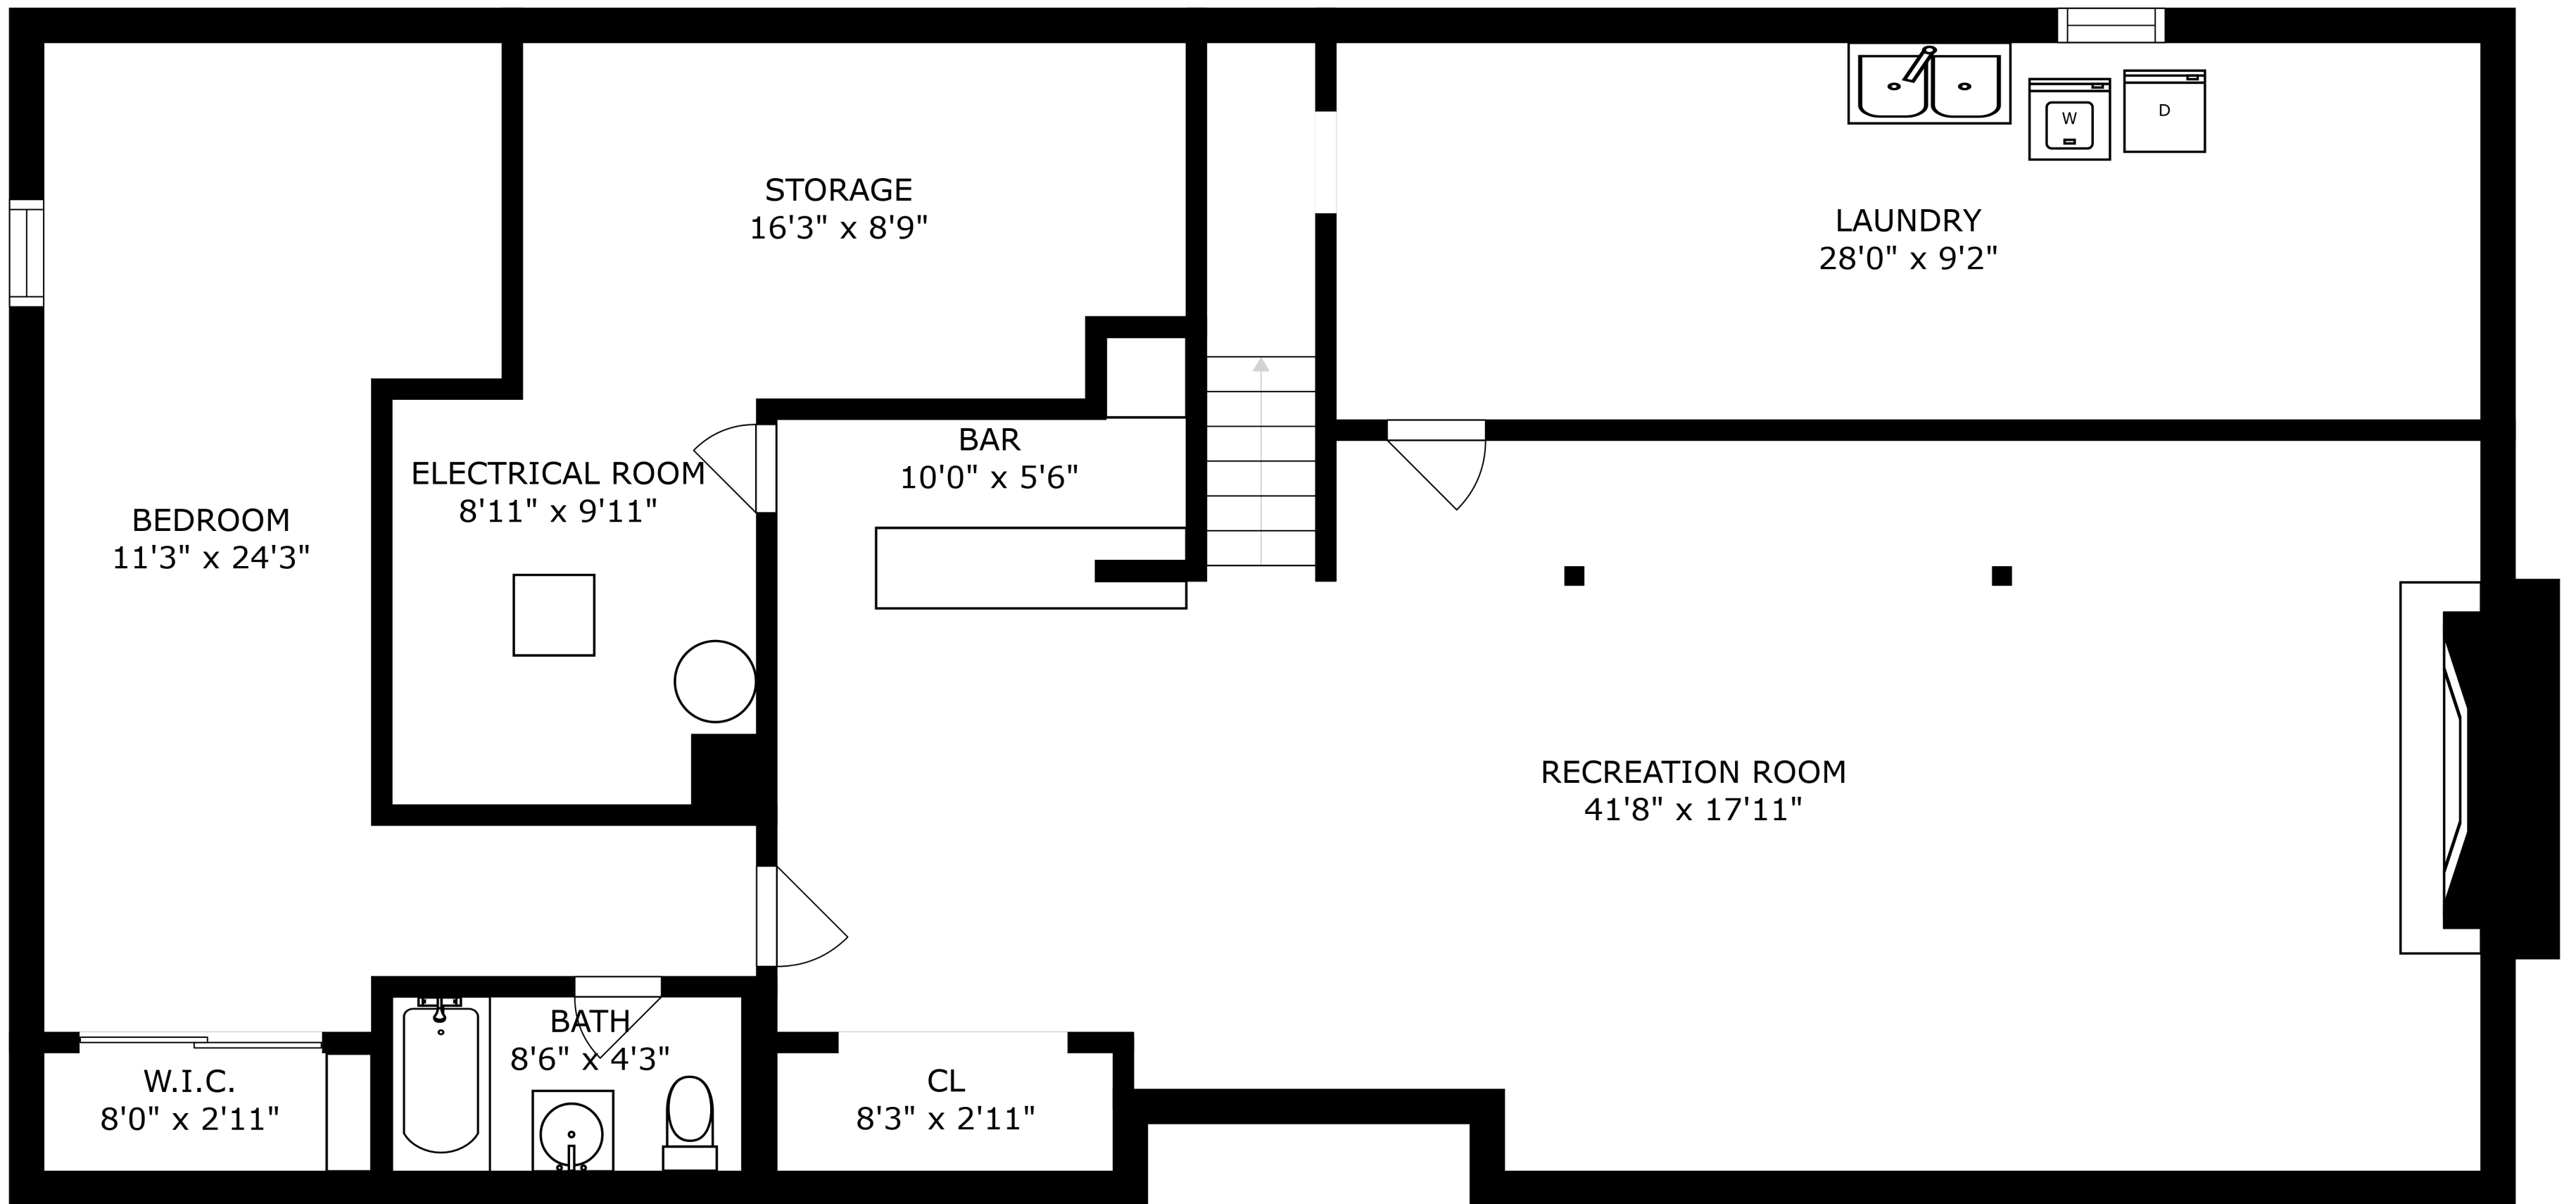 STORAGE
16'3" x 8'9"
W
D
LAUNDRY
28'0" x 9'2"
BAR
10'0" x 5'6"
ELECTRICAL ROOM
8'11" x 9'11"
BEDROOM
11'3" x 24'3"
RECREATION ROOM
41'8" x 17'11"
BATH
8'6" x 4'3"
W.I.C.
8'0" x 2'11"
CL
8'3" x 2'11"